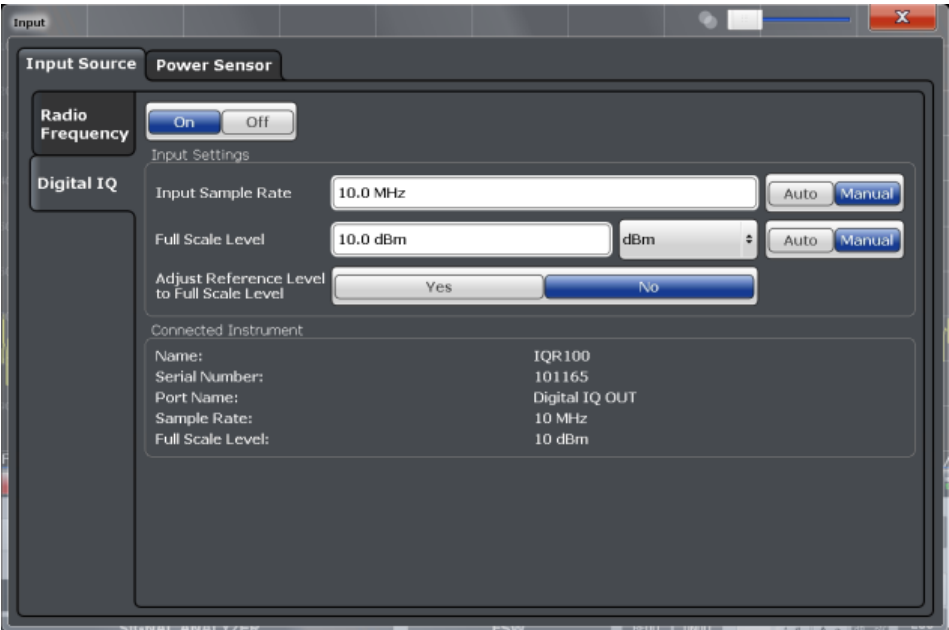 Input
Input Source Power Sensor
Radio Frequency
On Off
Input Settings
Digital IQ
Input Sample Rate 10.0 MHz Auto Manual
Full Scale Level 10.0 dBm dBm Auto Manual
Adjust Reference Level
to Full Scale Level Yes No
Connected Instrument
Name: IQR100
Serial Number: 101165
Port Name: Digital IQ OUT
Sample Rate: 10 MHz
Full Scale Level: 10 dBm